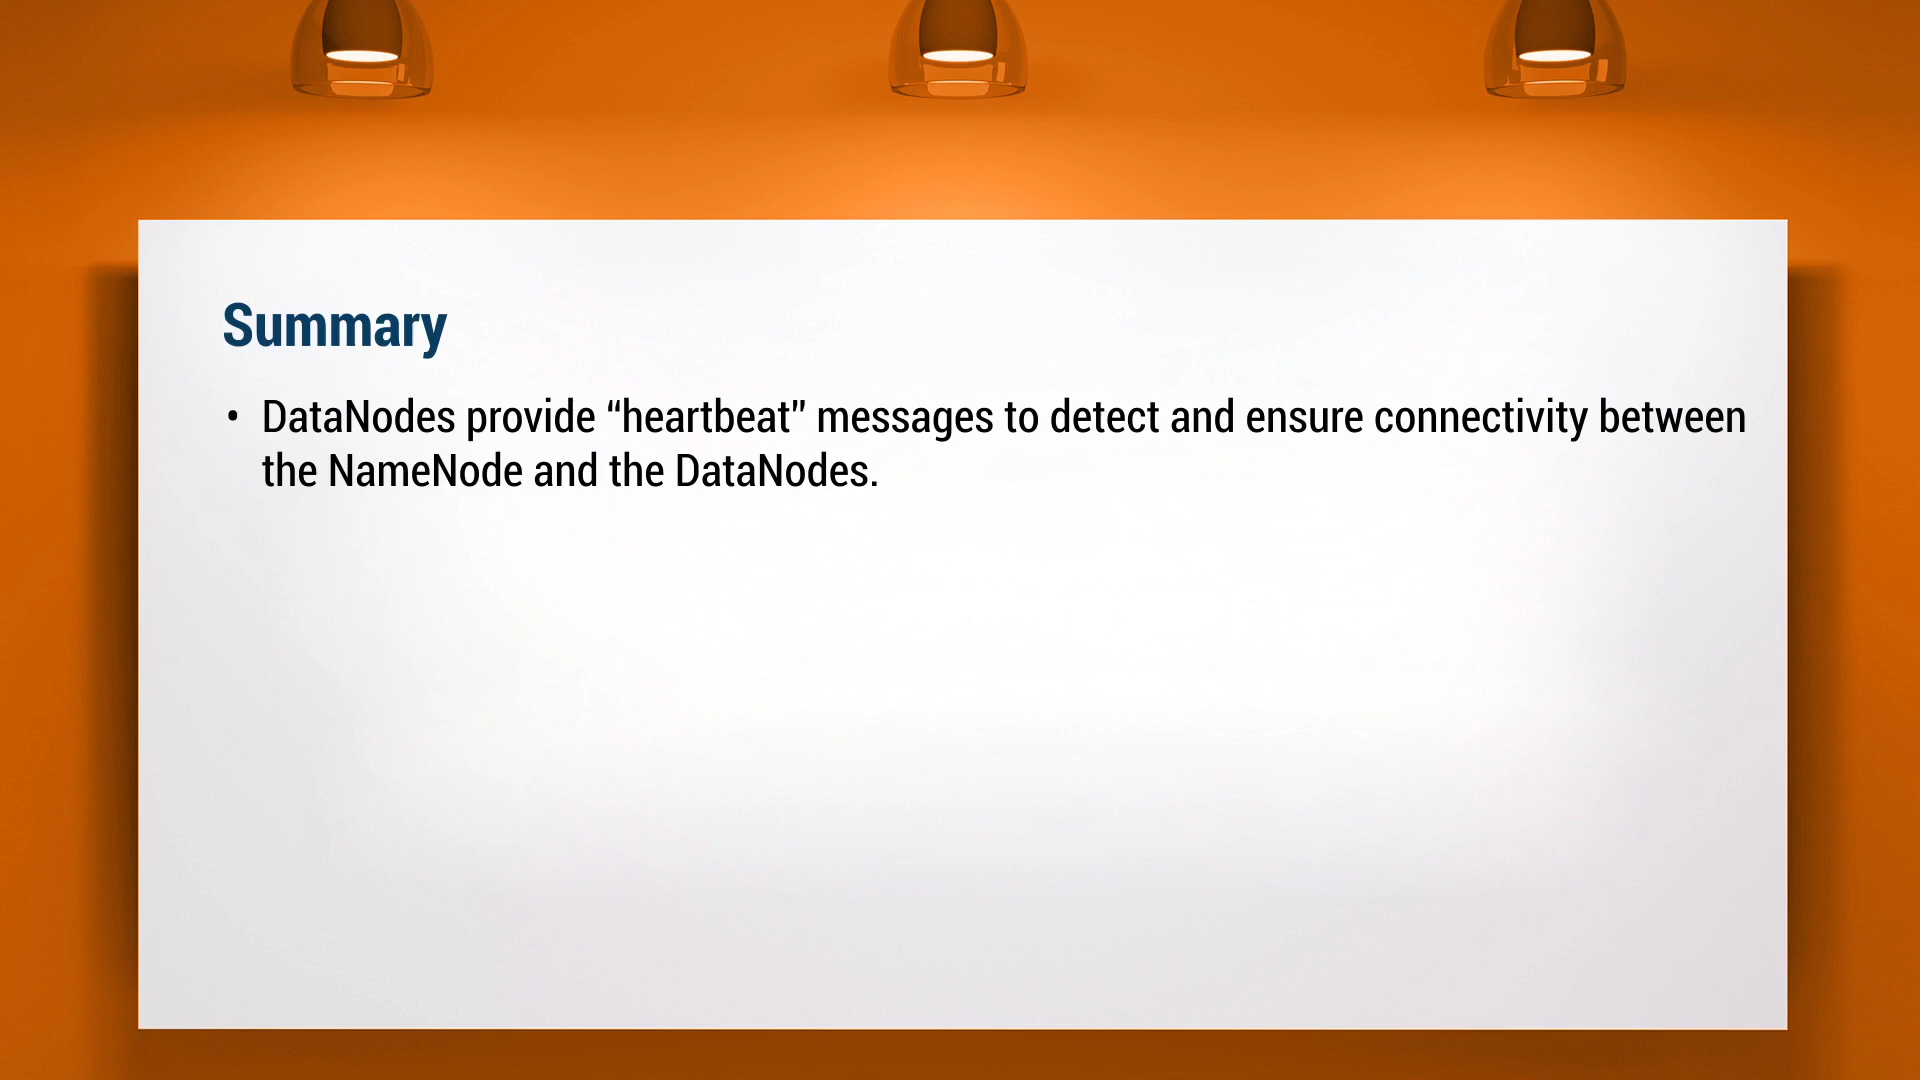 Summary
• DataNodes provide “heartbeat” messages to detect and ensure connectivity between
the NameNode and the DataNodes.